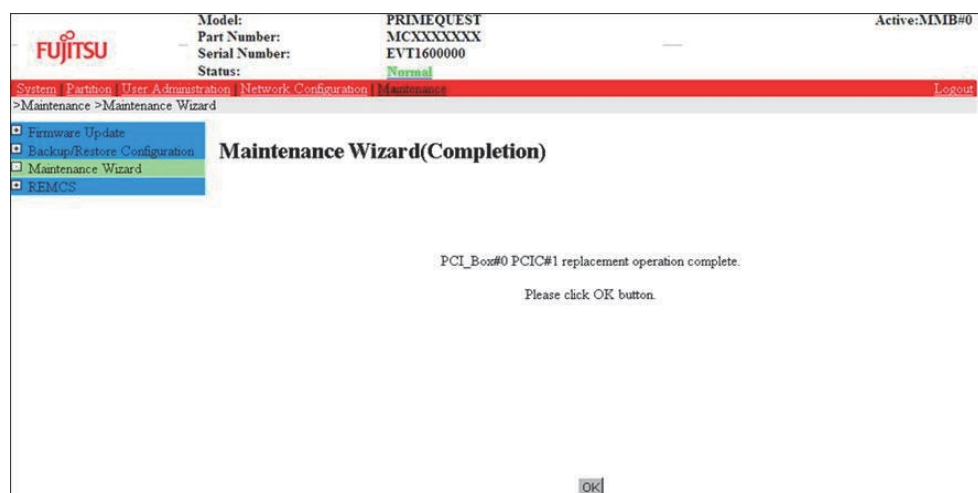 FUJITSU
Model: PRIMEQUEST
Part Number: MCXXXXXXX
Serial Number: EVT1600000
Status: Normal
Active:MMB#0
System | Partition | User Administration | Network Configuration | Maintenance Logout
>Maintenance >Maintenance Wizard
Firmware Update
Backup/Restore Configuration
Maintenance Wizard
REMCS
Maintenance Wizard(Completion)
PCI_Box#0 PCIC#1 replacement operation complete.
Please click OK button.
OK